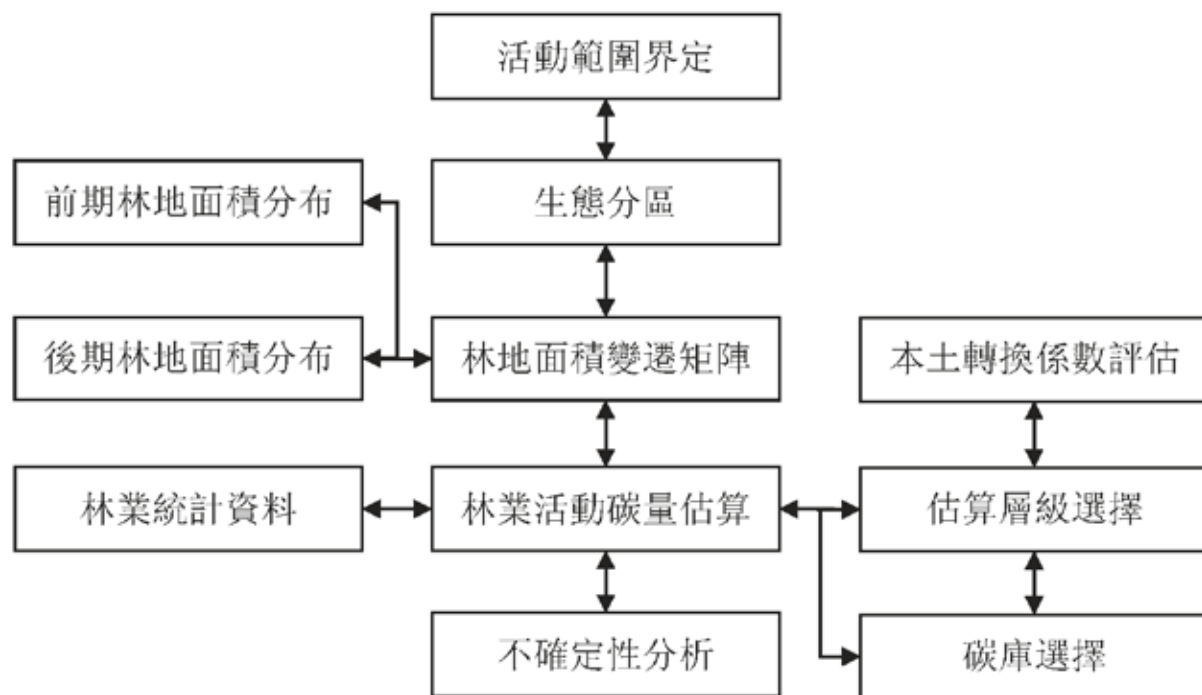 活動範圍界定
前期林地面積分布
生態分區
後期林地面積分布
林地面積變遷矩陣
本土轉換係數評估
林業統計資料
林業活動碳量估算
估算層級選擇
不確定性分析
碳庫選擇